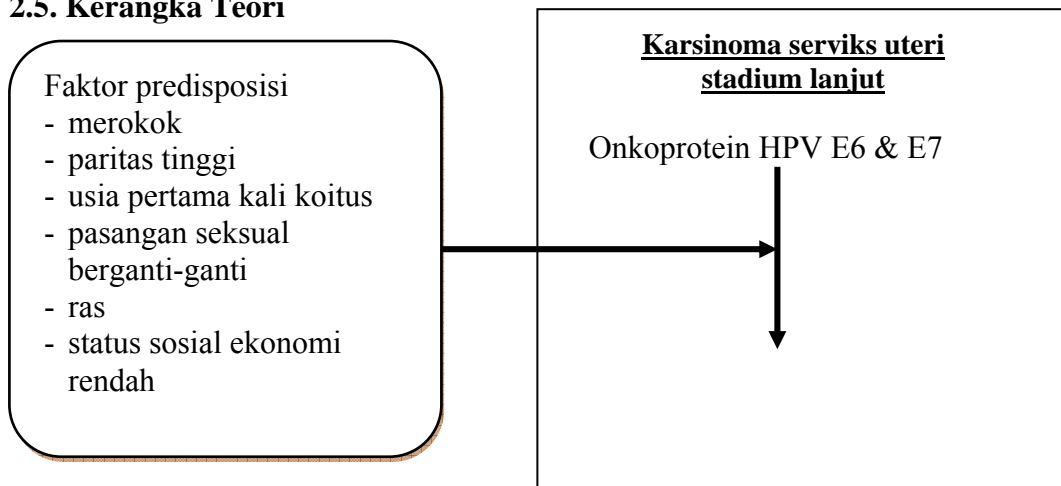 2.5. Kerangka Teori
Faktor predisposisi
- merokok
- paritas tinggi
- usia pertama kali koitus
- pasangan seksual
berganti-ganti
- ras
- status sosial ekonomi
rendah
Karsinoma serviks uteri
stadium lanjut
Onkoprotein HPV E6 & E7